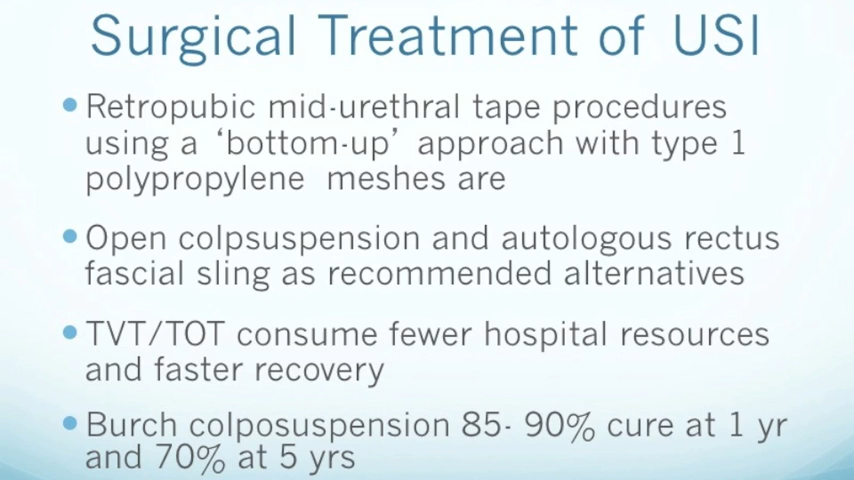 Surgical Treatment of USI
• Retropubic mid-urethral tape procedures
using a ‘bottom-up’ approach with type 1
polypropylene meshes are
• Open colpsuspension and autologous rectus
fascial sling as recommended alternatives
• TVT/TOT consume fewer hospital resources
and faster recovery
• Burch colposuspension 85- 90% cure at 1 yr
and 70% at 5 yrs